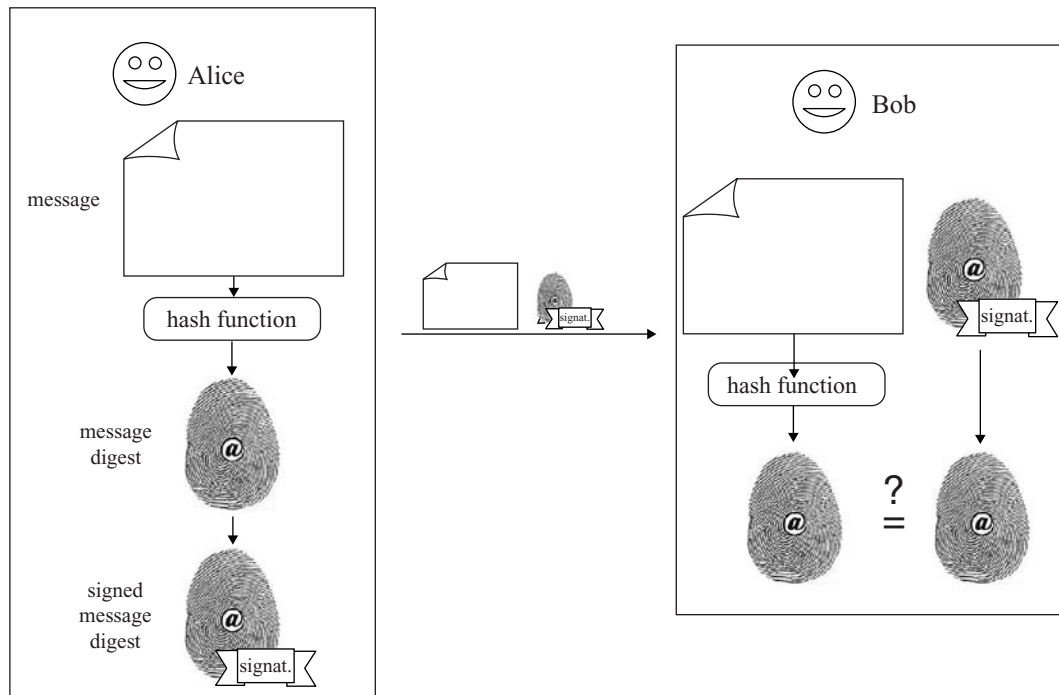 Alice
message
hash function
message
digest
@
signed
message
digest
@
signat.
@
signat.
Bob
@
signat.
hash function
@
?
=
@